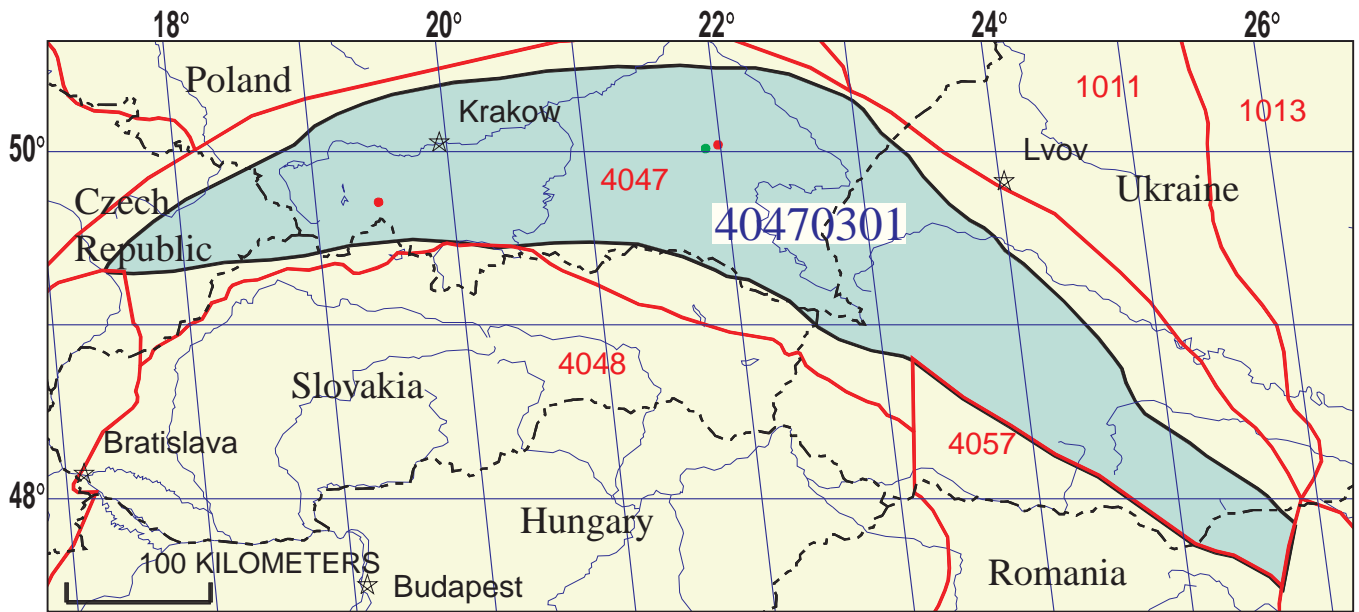 18° 20° 22° 24° 26°
Poland
1011
1013
Krakow
50°
Lvov
4047
Ukraine
Czech
Republic
40470301
4048
Slovakia
Bratislava
4057
48°
Hungary
100 KILOMETERS
Romania
Budapest